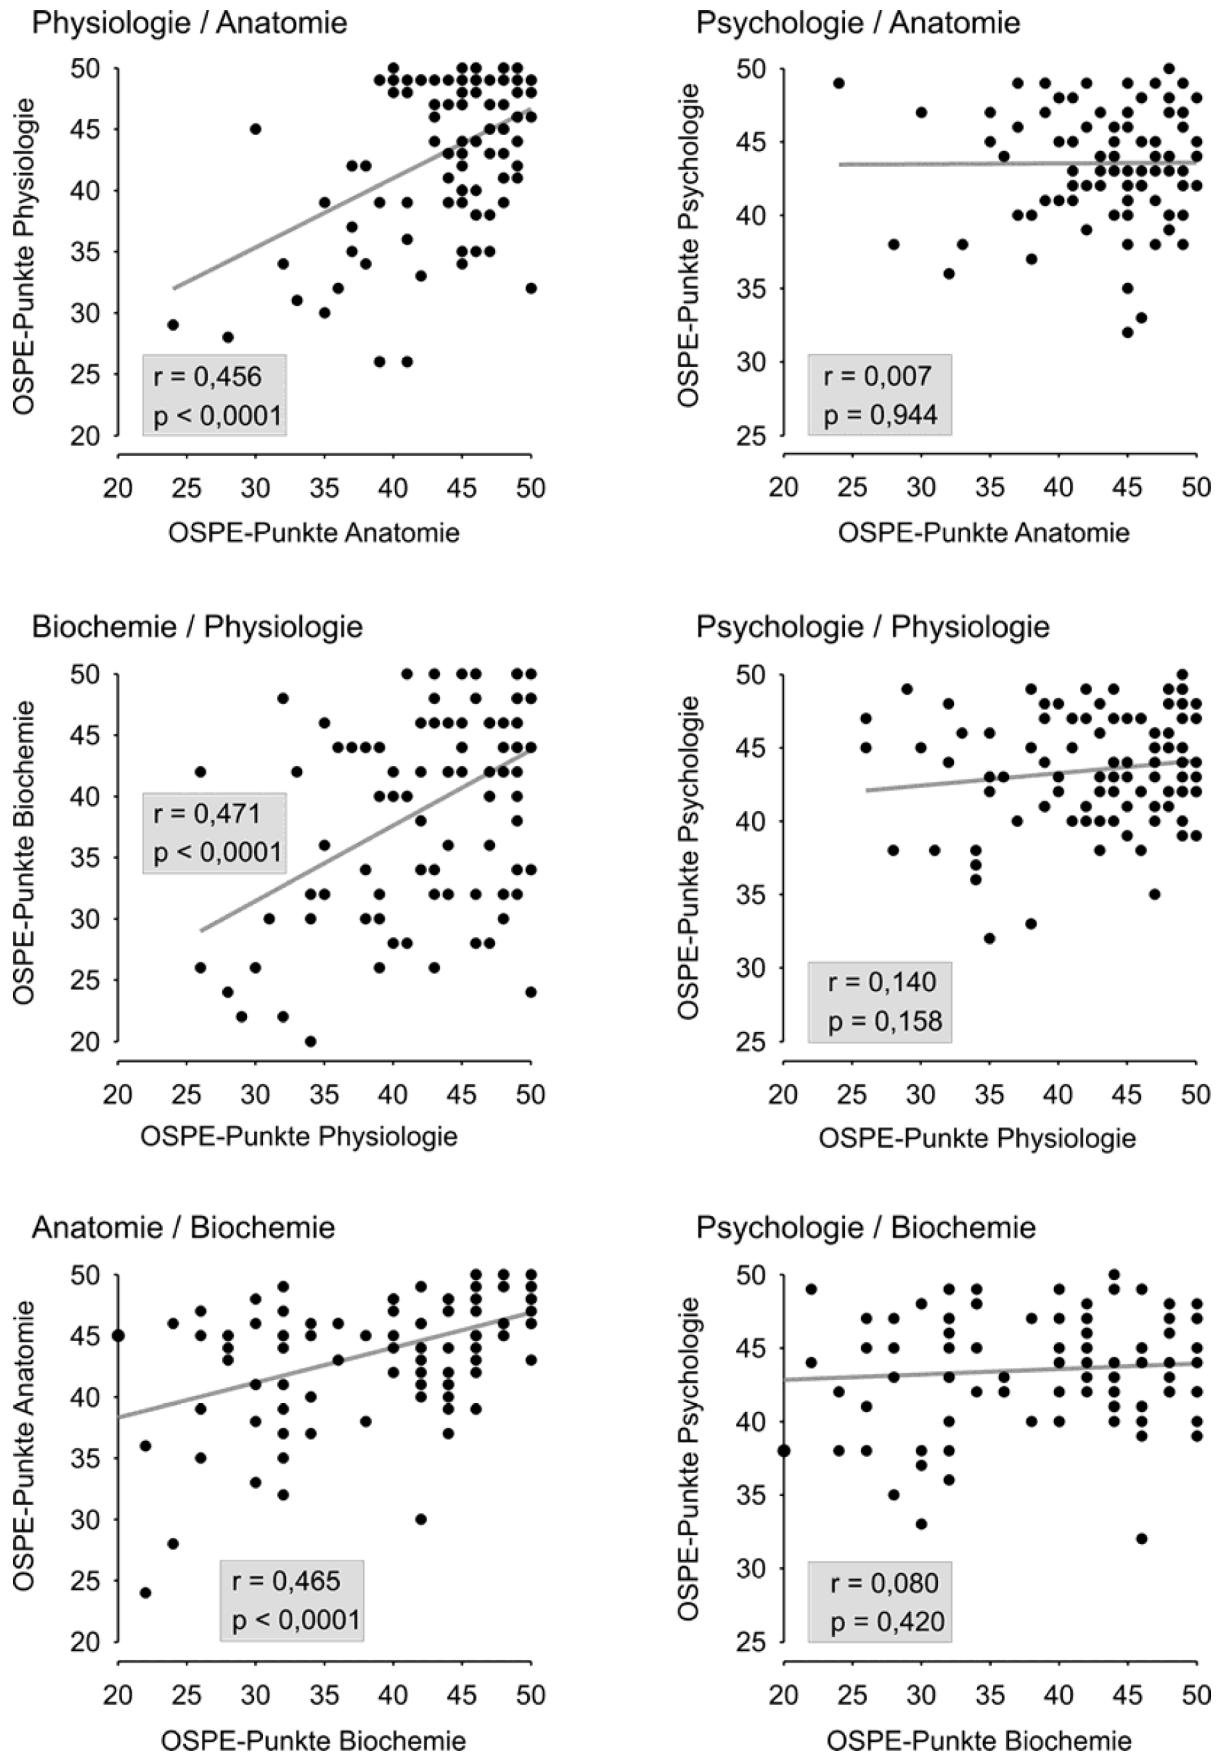 Physiologie / Anatomie
OSPE-Punkte Physiologie
50
45
40
35
30
25
20
r = 0,456
p < 0,0001
20 25 30 35 40 45 50
OSPE-Punkte Anatomie
Psychologie / Anatomie
OSPE-Punkte Psychologie
50
45
40
35
30
25
r = 0,007
p = 0,944
20 25 30 35 40 45 50
OSPE-Punkte Anatomie
Biochemie / Physiologie
OSPE-Punkte Biochemie
50
45
40
35
30
25
20
r = 0,471
p < 0,0001
20 25 30 35 40 45 50
OSPE-Punkte Physiologie
Psychologie / Physiologie
OSPE-Punkte Psychologie
50
45
40
35
30
25
r = 0,140
p = 0,158
20 25 30 35 40 45 50
OSPE-Punkte Physiologie
Anatomie / Biochemie
OSPE-Punkte Anatomie
50
45
40
35
30
25
20
r = 0,465
p < 0,0001
20 25 30 35 40 45 50
OSPE-Punkte Biochemie
Psychologie / Biochemie
OSPE-Punkte Psychologie
50
45
40
35
30
25
r = 0,080
p = 0,420
20 25 30 35 40 45 50
OSPE-Punkte Biochemie